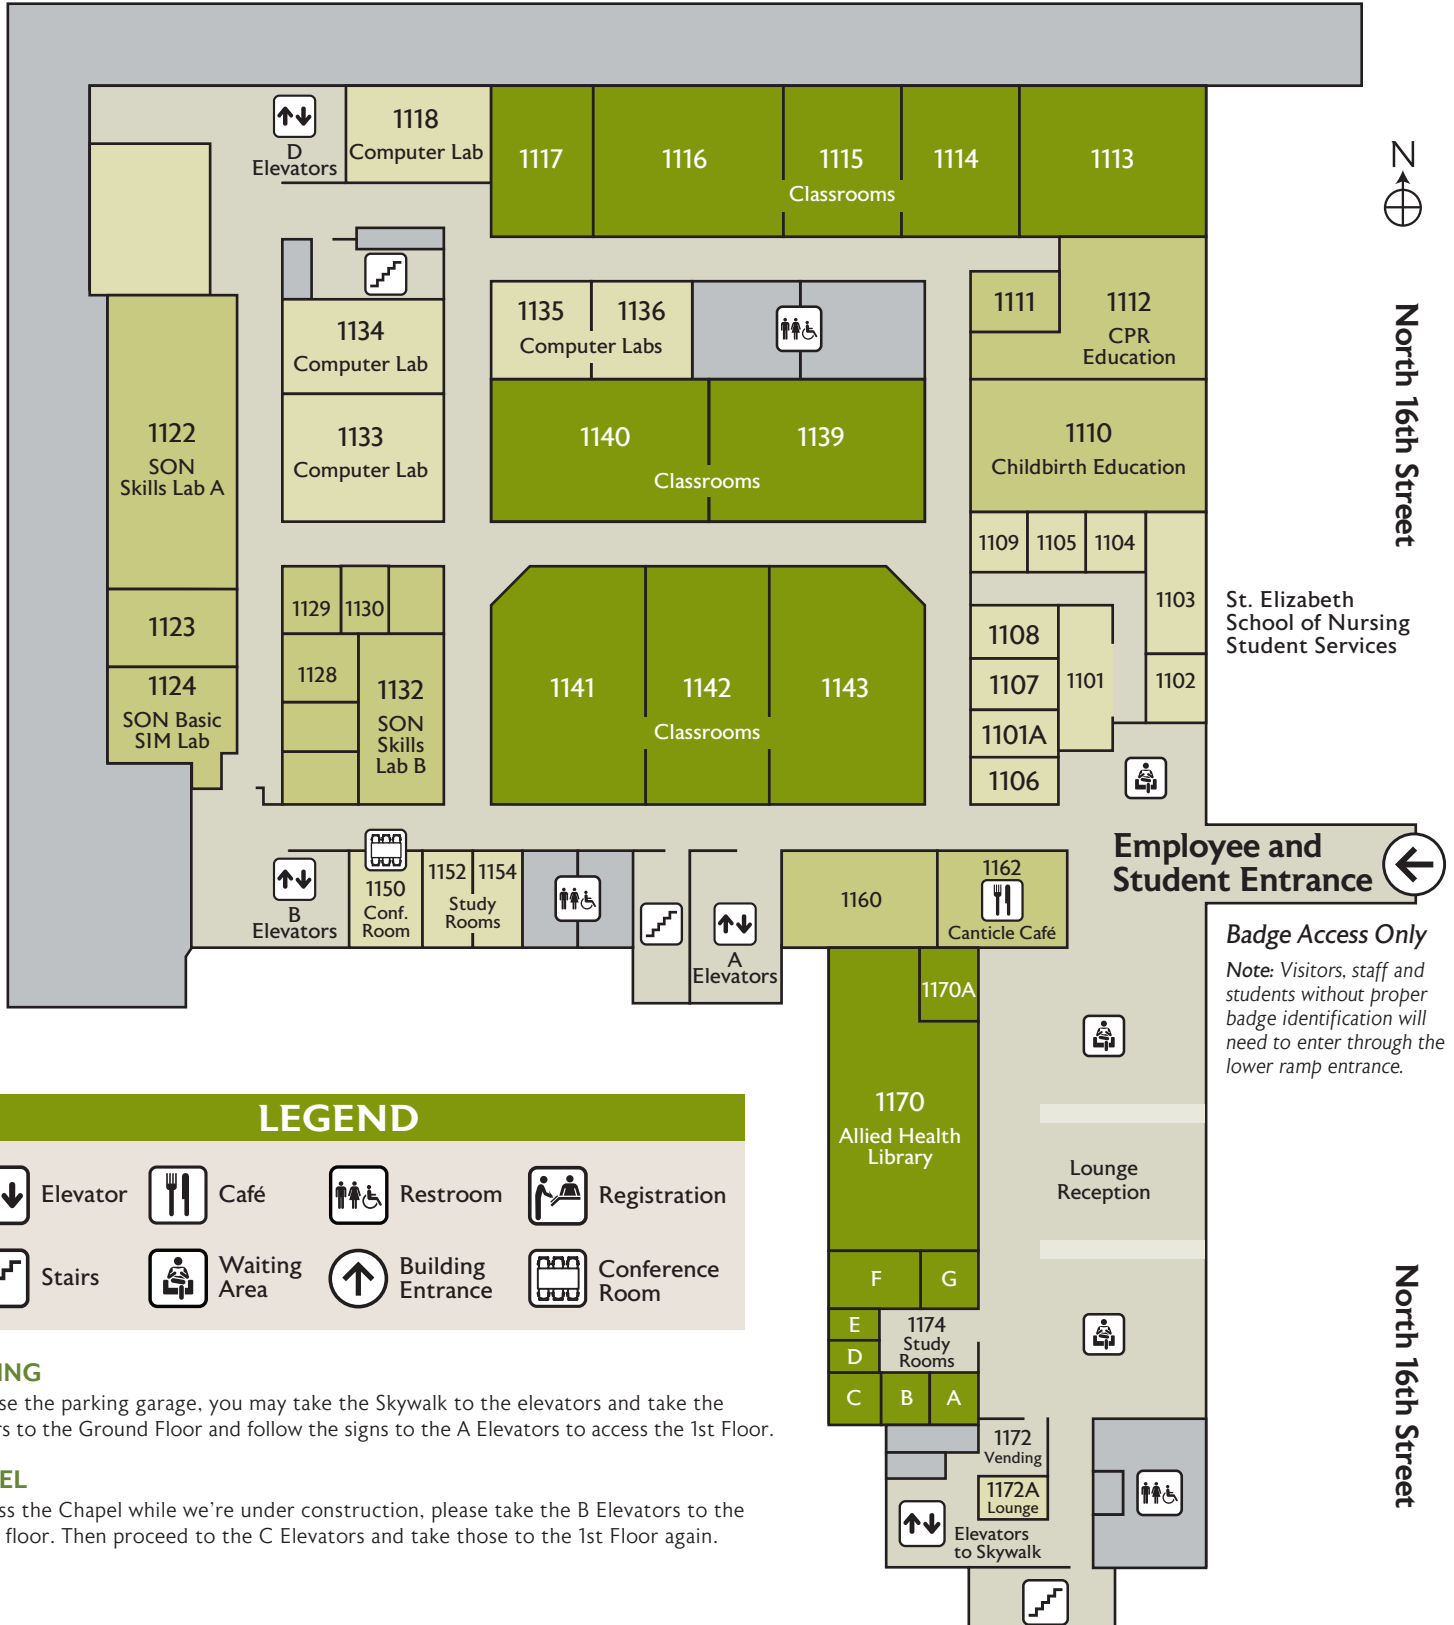 1118
Computer Lab
D
Elevators
1117
1116
1115
1114
Classrooms
1113
N
North 16th Street
1134
Computer Lab
1135
1136
Computer Labs
1111
1112
CPR
Education
1122
SON
Skills Lab A
1133
Computer Lab
1140
1139
Classrooms
1110
Childbirth Education
1109
1105
1104
1103
St. Elizabeth
School of Nursing
Student Services
1123
1129
1130
1108
1128
1124
SON Basic
SIM Lab
1132
SON
Skills
Lab B
1141
1142
1143
Classrooms
1107
1101
1102
1101A
1106
Employee and
Student Entrance
B
Elevators
1150
Conf.
Room
1152
1154
Study
Rooms
A
Elevators
1160
1162
Canticle Café
Badge Access Only
Note: Visitors, staff and
students without proper
badge identification will
need to enter through the
lower ramp entrance.
1170A
1170
Allied Health
Library
Lounge
Reception
LEGEND
Elevator
Café
Restroom
Registration
Stairs
Waiting
Area
Building
Entrance
Conference
Room
F
G
E
D
1174
Study
Rooms
C
B
A
North 16th Street
ING
se the parking garage, you may take the Skywalk to the elevators and take the
rs to the Ground Floor and follow the signs to the A Elevators to access the 1st Floor.
EL
ss the Chapel while we're under construction, please take the B Elevators to the
floor. Then proceed to the C Elevators and take those to the 1st Floor again.
1172
Vending
1172A
Lounge
Elevators
to Skywalk